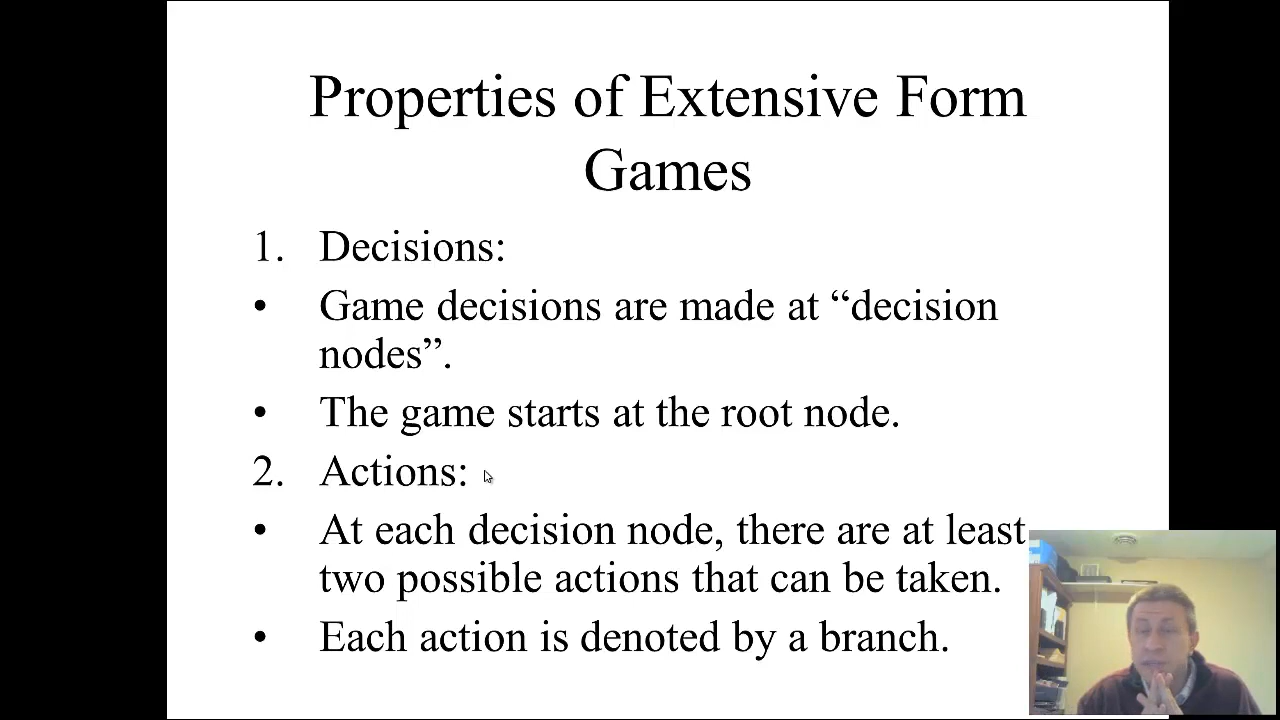 Properties of Extensive Form
Games
1. Decisions:
• Game decisions are made at “decision
nodes”.
• The game starts at the root node.
2. Actions:
• At each decision node, there are at least
two possible actions that can be taken.
• Each action is denoted by a branch.